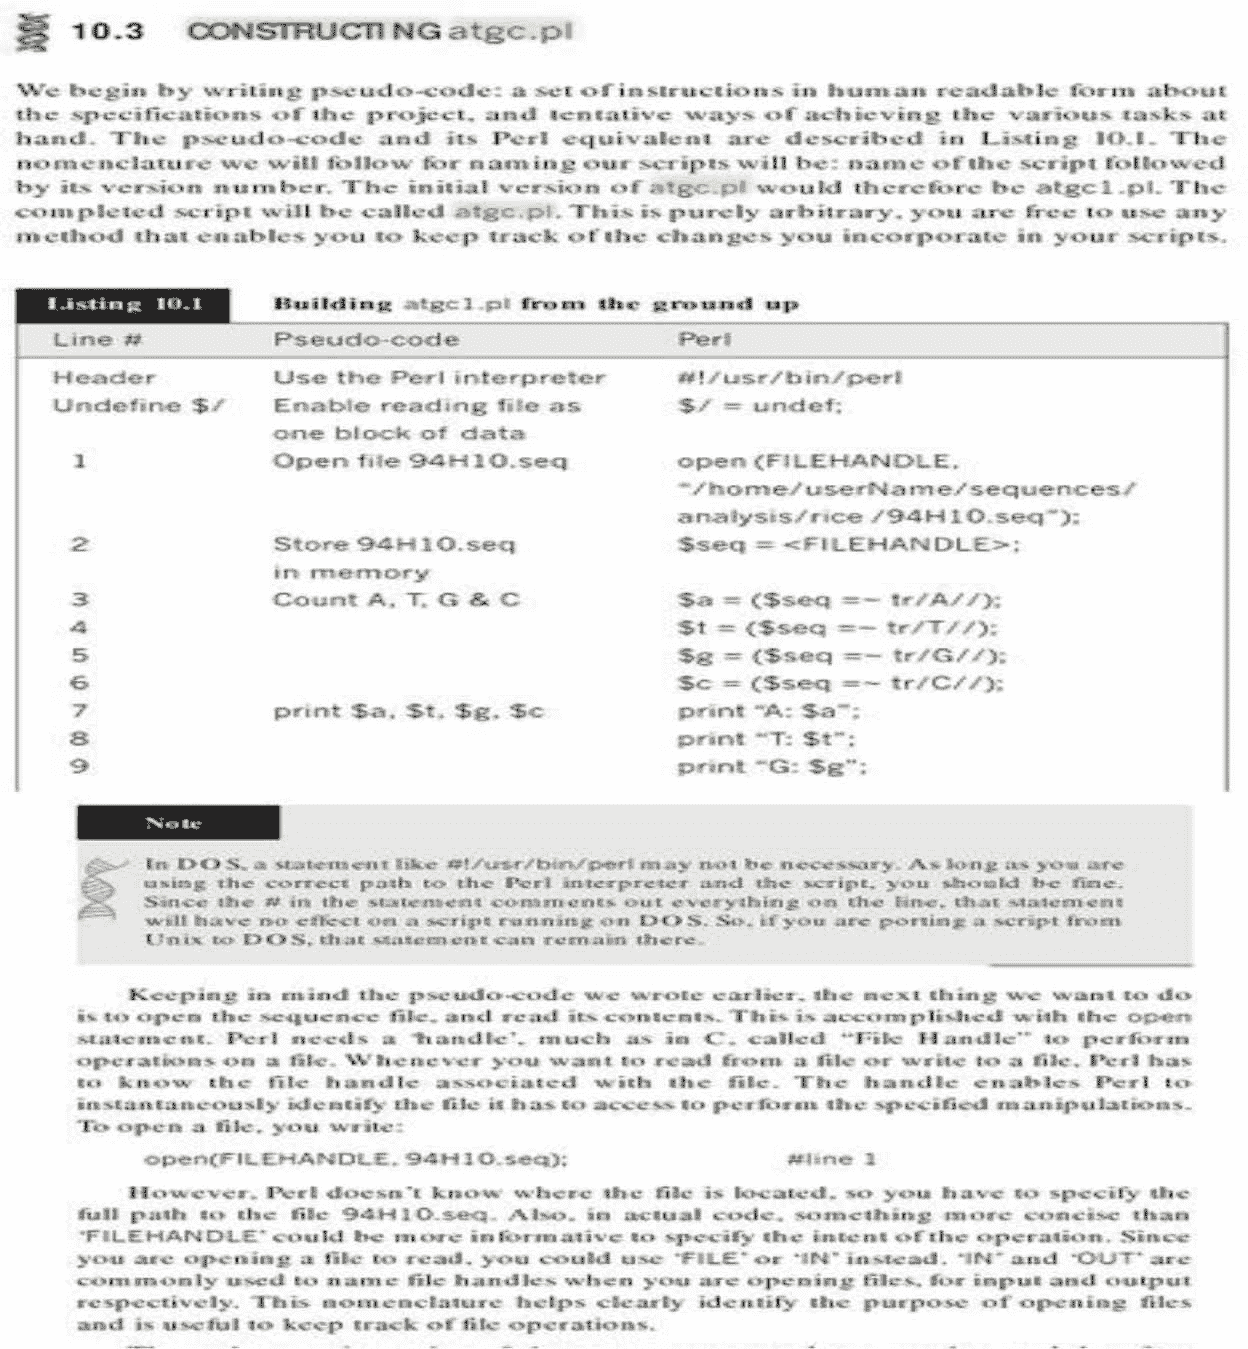 10.3 CONSTRUCTING atgc.pl
We begin by writing pseudo-code: a set of instructions in human readable form about
the specifications of the project, and tentative ways of achieving the various tasks at
hand. The pseudo-code and its Perl equivalent are described in Listing 10.1. The
nomenclature we will follow for naming our scripts will be: name of the script followed
by its version number. The initial version of atgc.pl would therefore be atgc1.pl. The
completed script will be called atgc.pl. This is purely arbitrary, you are free to use any
method that enables you to keep track of the changes you incorporate in your scripts.
Listing 10.1 Building atgc1.pl from the ground up
Line # Pseudo-code Perl
Header Use the Perl interpreter #!/usr/bin/perl
Undefine $/ Enable reading file as $/ = undef;
one block of data
1 Open file 94H10.seq open (FILEHANDLE,
"/home/userName/sequences/
analysis/rice /94H10.seq");
2 Store 94H10.seq $seq = <FILEHANDLE>;
in memory
3 Count A, T, G & C $a = ($seq =~ tr/A//);
4 $t = ($seq =~ tr/T//);
5 $g = ($seq =~ tr/G//);
6 $c = ($seq =~ tr/C//);
7 print $a, $t, $g, $c print "A: $a";
8 print "T: $t";
9 print "G: $g";
Note
In DOS, a statement like #!/usr/bin/perl may not be necessary. As long as you are
using the correct path to the Perl interpreter and the script, you should be fine.
Since the # in the statement comments out everything on the line, that statement
will have no effect on a script running on DOS. So, if you are porting a script from
Unix to DOS, that statement can remain there.
Keeping in mind the pseudo-code we wrote earlier, the next thing we want to do
is to open the sequence file, and read its contents. This is accomplished with the open
statement. Perl needs a 'handle', much as in C, called "File Handle" to perform
operations on a file. Whenever you want to read from a file or write to a file, Perl has
to know the file handle associated with the file. The handle enables Perl to
instantaneously identify the file it has to access to perform the specified manipulations.
To open a file, you write:
open(FILEHANDLE, 94H10.seq); #line 1
However, Perl doesn't know where the file is located, so you have to specify the
full path to the file 94H10.seq. Also, in actual code, something more concise than
'FILEHANDLE' could be more informative to specify the intent of the operation. Since
you are opening a file to read, you could use 'FILE' or 'IN' instead. 'IN' and 'OUT' are
commonly used to name file handles when you are opening files, for input and output
respectively. This nomenclature helps clearly identify the purpose of opening files
and is useful to keep track of file operations.